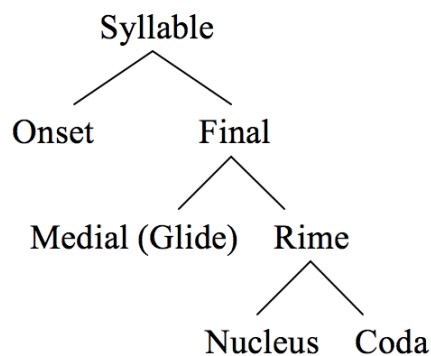 Syllable
Onset Final
Medial (Glide) Rime
Nucleus Coda